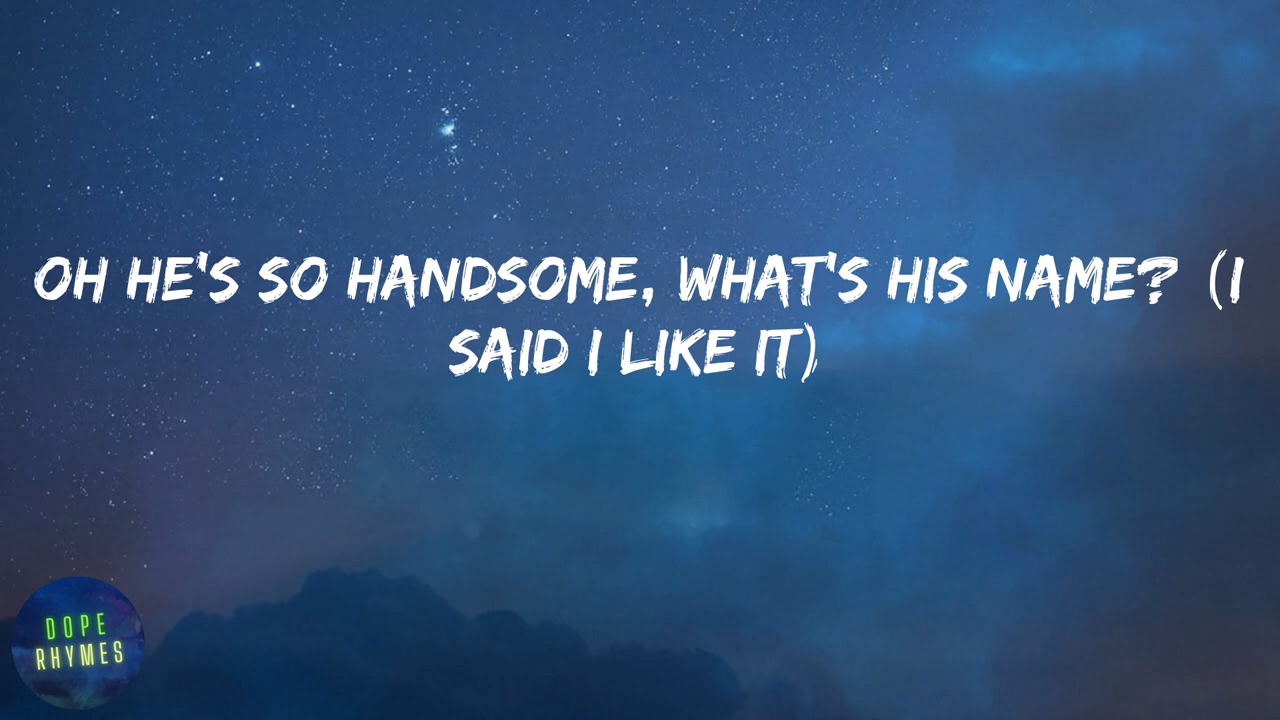 OH HE'S SO HANDSOME, WHAT'S HIS NAME? (I
SAID I LIKE IT)
DOPE
RHYMES